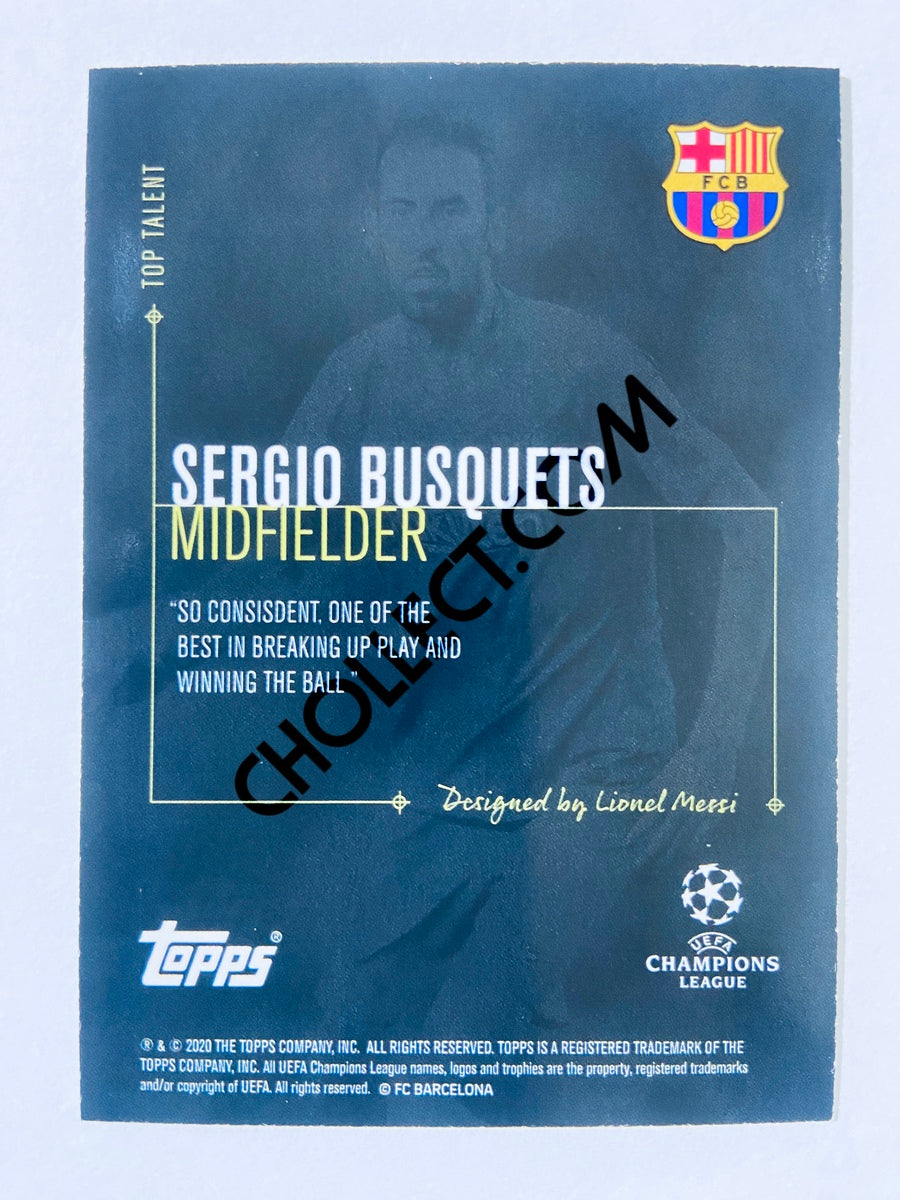 FCB
TOP TALENT
SERGIO BUSQUETS
MIDFIELDER
"SO CONSISDENT, ONE OF THE
BEST IN BREAKING UP PLAY AND
WINNING THE BALL "
CHOLLECT.COM
Designed by Lionel Messi
TOPPS®
UEFA
CHAMPIONS
LEAGUE
® & © 2020 THE TOPPS COMPANY, INC. ALL RIGHTS RESERVED. TOPPS IS A REGISTERED TRADEMARK OF THE
TOPPS COMPANY, INC. All UEFA Champions League names, logos and trophies are the property, registered trademarks
and/or copyright of UEFA. All rights reserved. © FC BARCELONA